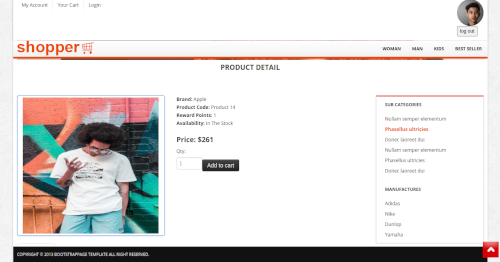 My Account
Your Cart
Login
log out
shopper
WOMAN
MAN
KIDS
BEST SELLER
PRODUCT DETAIL
Brand: Apple
Product Code: Product 14
Reward Points: 1
Availability: In The Stock
Price: $261
Qty:
1
Add to cart
SUB CATEGORIES
Nullam semper elementum
Phasellus ultricies
Donec laoreet dui
Nullam semper elementum
Phasellus ultricies
Donec laoreet dui
MANUFACTURES
Adidas
Nike
Dunlop
Yamaha
COPYRIGHT © 2013 BOOTSTRAPPAGE TEMPLATE ALL RIGHT RESERVED.